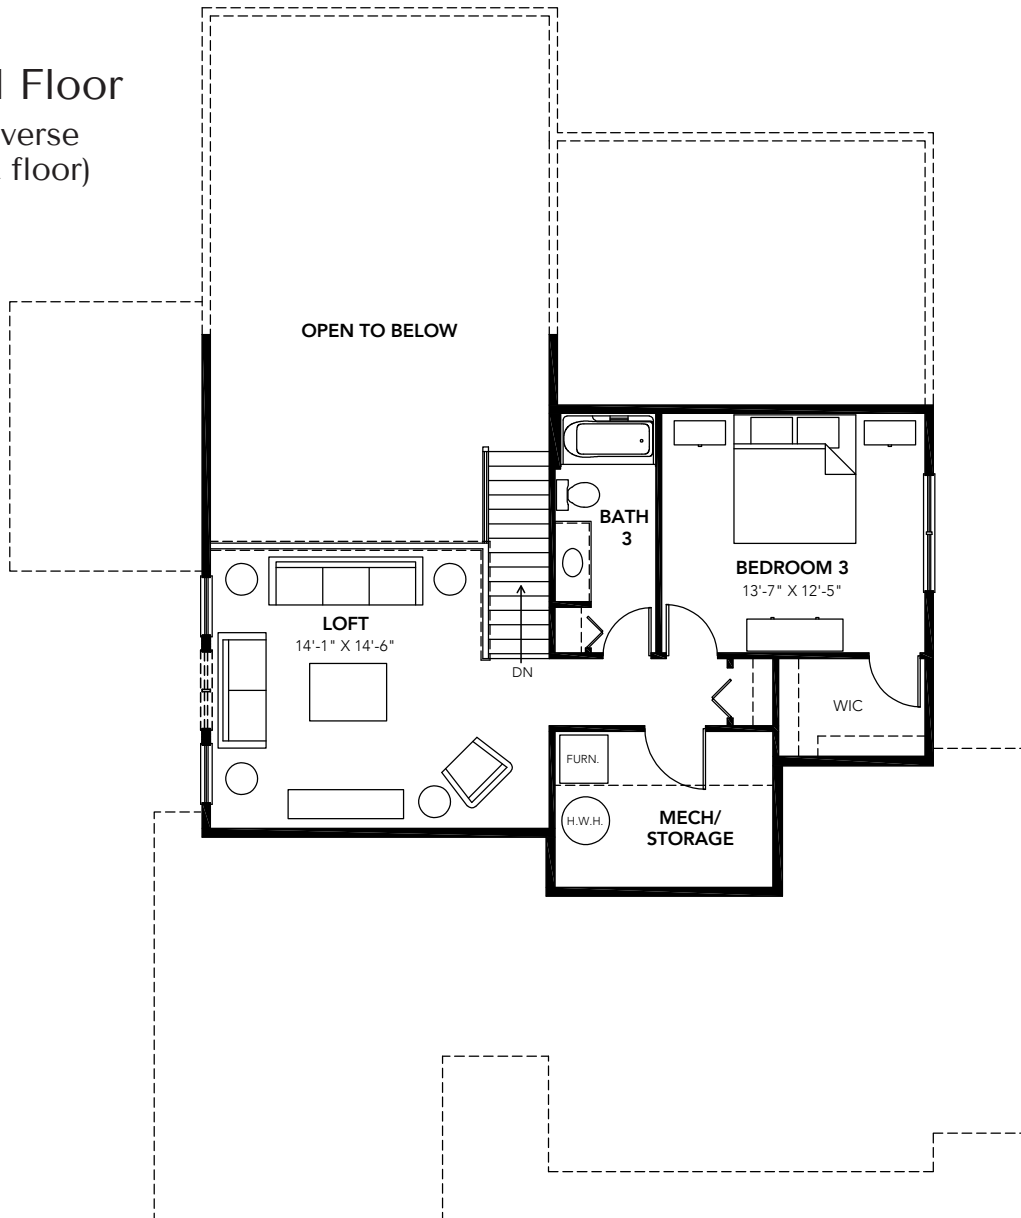 Floor
verse
floor)
OPEN TO BELOW
BATH
3
BEDROOM 3
13'-7" X 12'-5"
LOFT
14'-1" X 14'-6"
DN
WIC
FURN.
H.W.H.
MECH/
STORAGE